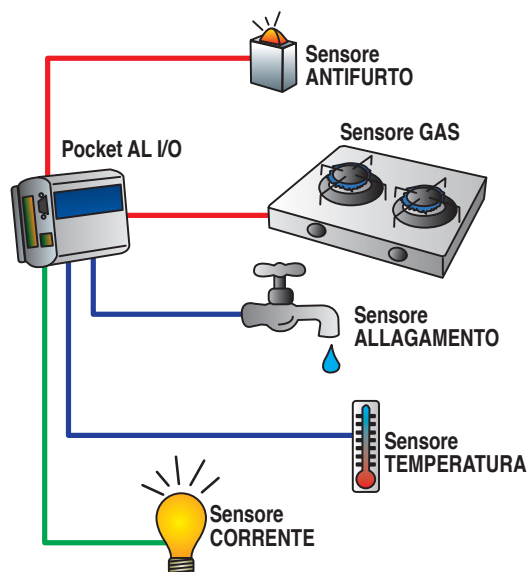 Sensore
ANTIFURTO
Sensore GAS
Pocket AL I/O
Sensore
ALLAGAMENTO
Sensore
TEMPERATURA
Sensore
CORRENTE